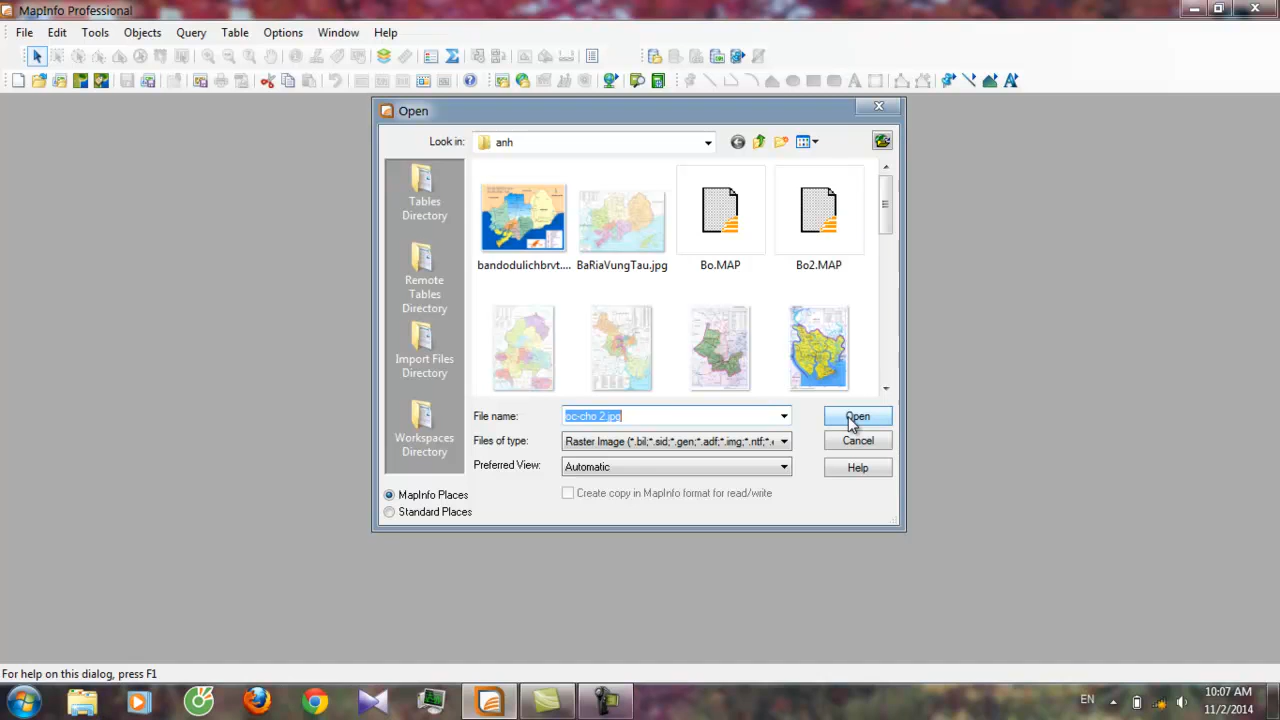 MapInfo Professional
File Edit Tools Objects Query Table Options Window Help
Open
Look in: anh
Tables Directory
Remote Tables Directory
Import Files Directory
Workspaces Directory
bandodulichbrvt.... BaRiaVungTau.jpg Bo.MAP Bo2.MAP
File name: oc-cho 2.jpg Open
Files of type: Raster Image (*.bil;*.sid;*.gen;*.adf;*.img;*.ntf;*. Cancel
Preferred View: Automatic Help
Create copy in MapInfo format for read/write
MapInfo Places
Standard Places
For help on this dialog, press F1
EN
10:07 AM
11/2/2014